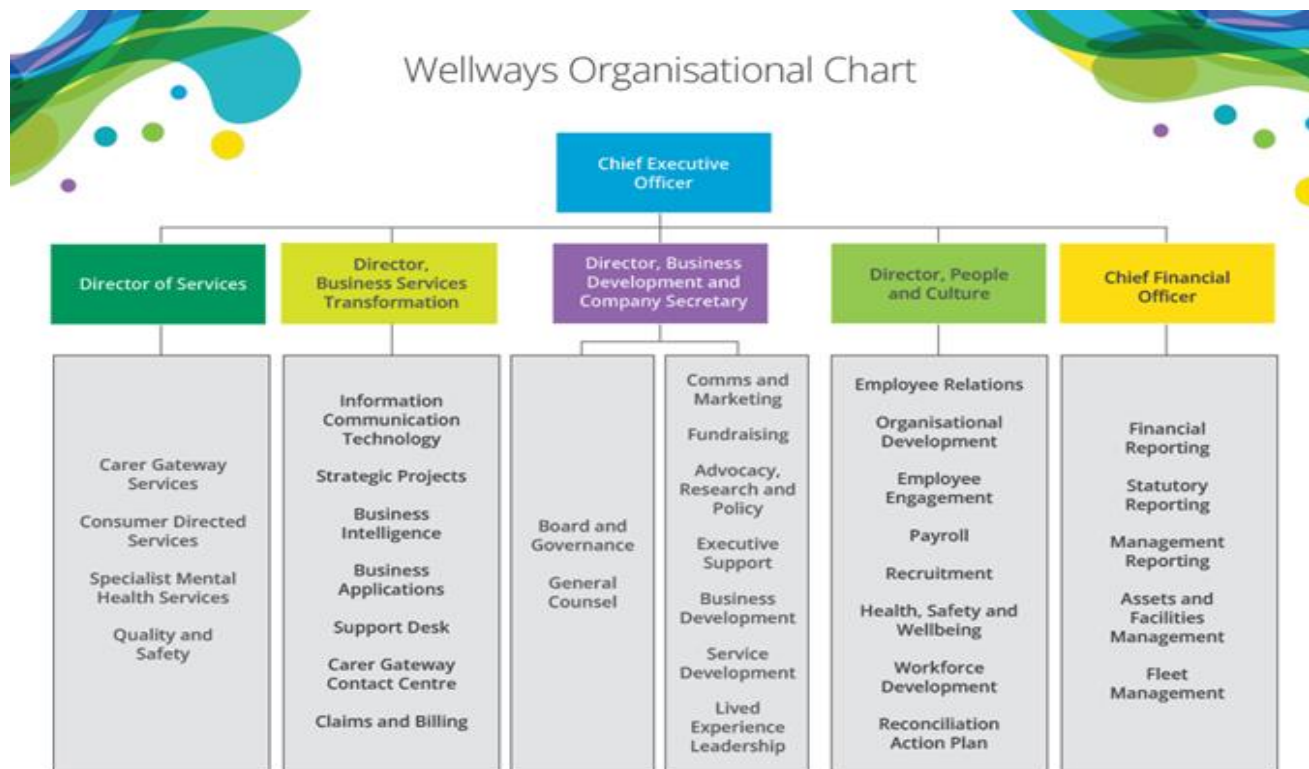 Wellways Organisational Chart
Chief Executive
Officer
Director of Services
Director,
Business Services
Transformation
Director, Business
Development and
Company Secretary
Director, People
and Culture
Chief Financial
Officer
Carer Gateway
Services
Consumer Directed
Services
Specialist Mental
Health Services
Quality and
Safety
Information
Communication
Technology
Strategic Projects
Business
Intelligence
Business
Applications
Support Desk
Carer Gateway
Contact Centre
Claims and Billing
Board and
Governance
General
Counsel
Comms and
Marketing
Fundraising
Advocacy,
Research and
Policy
Executive
Support
Business
Development
Service
Development
Lived
Experience
Leadership
Employee Relations
Organisational
Development
Employee
Engagement
Payroll
Recruitment
Health, Safety and
Wellbeing
Workforce
Development
Reconciliation
Action Plan
Financial
Reporting
Statutory
Reporting
Management
Reporting
Assets and
Facilities
Management
Fleet
Management